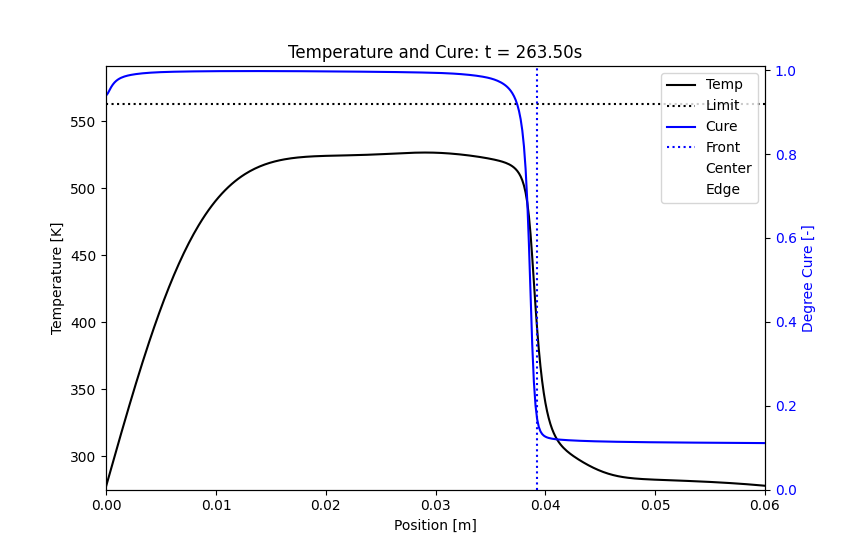 Temperature and Cure: t = 263.50s
Temp
Limit
Cure
Front
Center
Edge
Temperature [K]
550
500
450
400
350
300
Degree Cure [-]
1.0
0.8
0.6
0.4
0.2
0.0
0.00 0.01 0.02 0.03 0.04 0.05 0.06
Position [m]